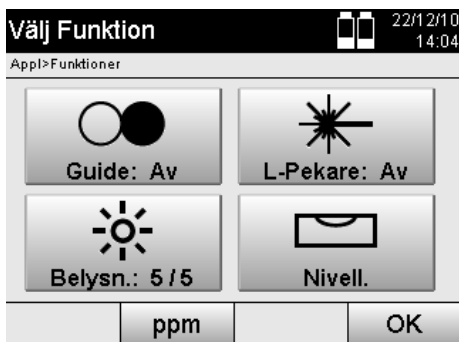 Välj Funktion
22/12/10
14:04
Appl>Funktioner
Guide: Av
L-Pekare: Av
Belysn.: 5/5
Nivell.
ppm
OK